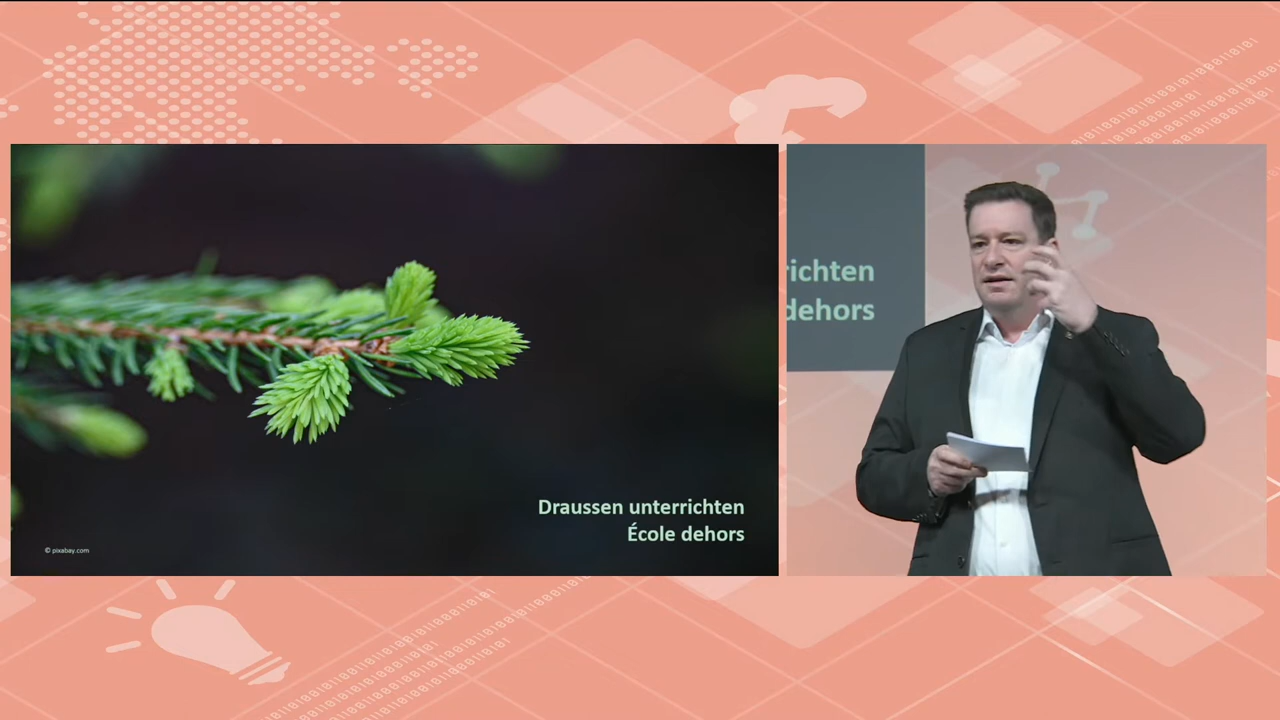 Draussen unterrichten
École dehors
© pixabay.com
richten
dehors